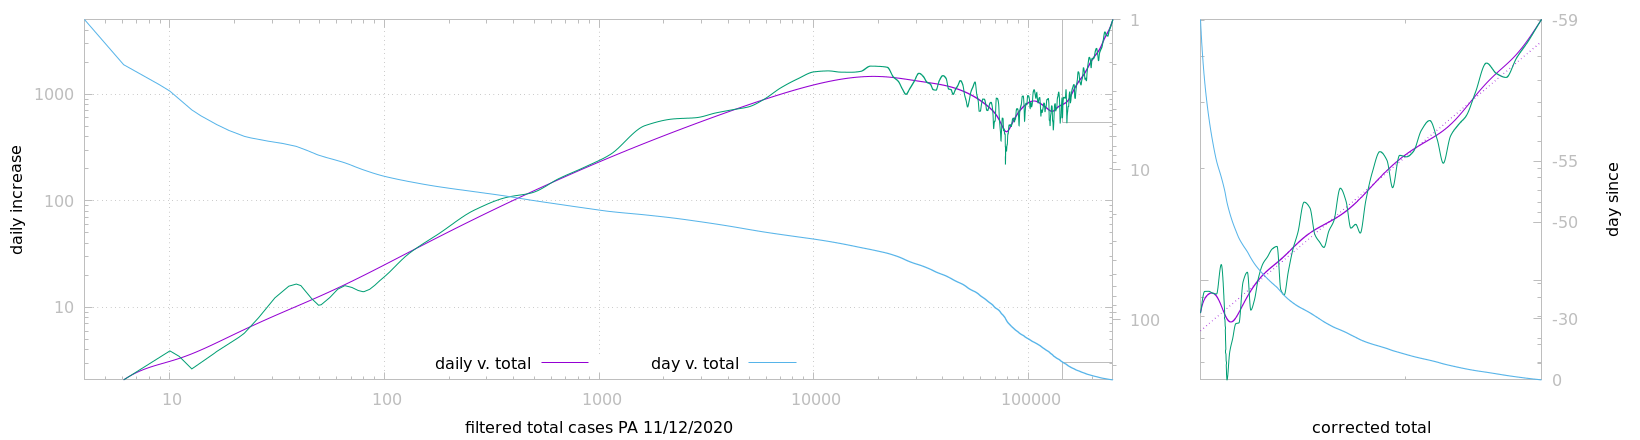 1
-59
1000
10
-55
100
-50
daily increase
day since
10
100
-30
daily v. total
day v. total
0
10
100
1000
10000
100000
filtered total cases PA 11/12/2020
corrected total